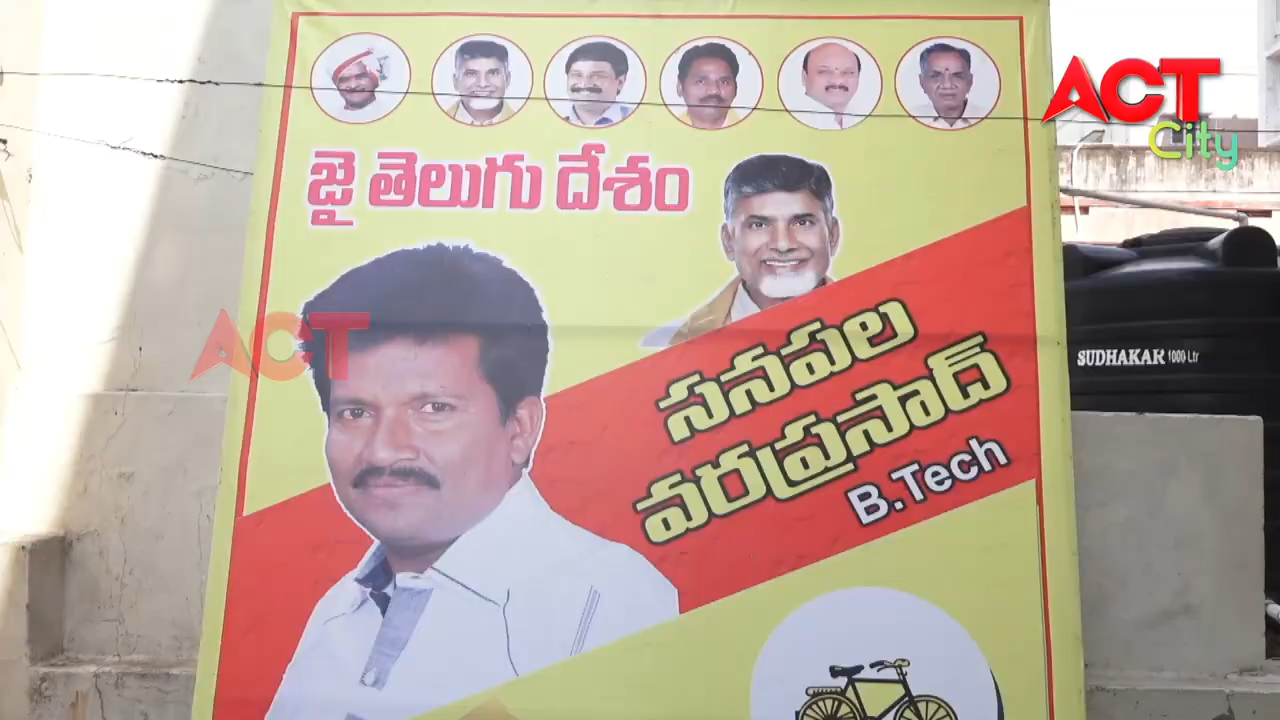 ACT
City
జై తెలుగు దేశం
ACT
సనపల
వరప్రసాద్
B.Tech
SUDHAKAR 1000 Ltr